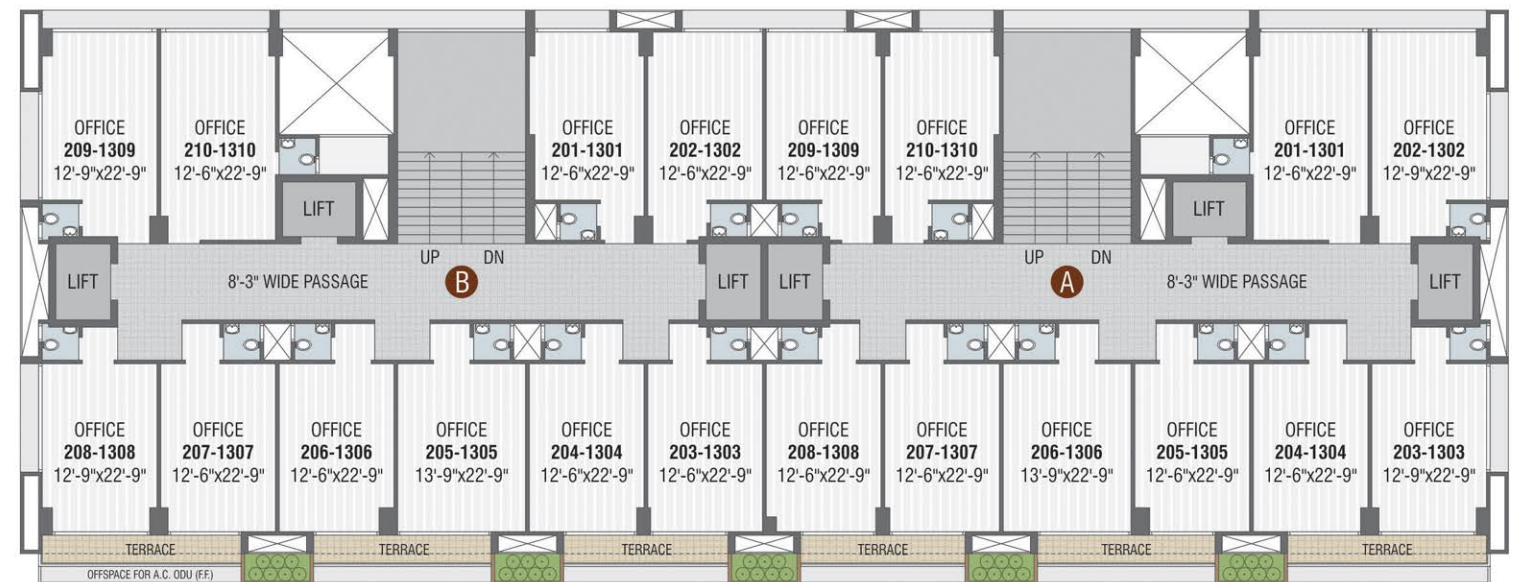 OFFICE
209-1309
12'-9"x22'-9"
OFFICE
210-1310
12'-6"x22'-9"
OFFICE
201-1301
12'-6"x22'-9"
OFFICE
202-1302
12'-6"x22'-9"
OFFICE
209-1309
12'-6"x22'-9"
OFFICE
210-1310
12'-6"x22'-9"
OFFICE
201-1301
12'-6"x22'-9"
OFFICE
202-1302
12'-9"x22'-9"
LIFT
LIFT
UP DN
UP DN
LIFT
8'-3" WIDE PASSAGE
B
LIFT
LIFT
A
8'-3" WIDE PASSAGE
LIFT
OFFICE
208-1308
12'-9"x22'-9"
OFFICE
207-1307
12'-6"x22'-9"
OFFICE
206-1306
12'-6"x22'-9"
OFFICE
205-1305
13'-9"x22'-9"
OFFICE
204-1304
12'-6"x22'-9"
OFFICE
203-1303
12'-6"x22'-9"
OFFICE
208-1308
12'-6"x22'-9"
OFFICE
207-1307
12'-6"x22'-9"
OFFICE
206-1306
13'-9"x22'-9"
OFFICE
205-1305
12'-6"x22'-9"
OFFICE
204-1304
12'-6"x22'-9"
OFFICE
203-1303
12'-9"x22'-9"
TERRACE
TERRACE
TERRACE
TERRACE
TERRACE
TERRACE
OFFSPACE FOR A.C. ODU (F.F.)